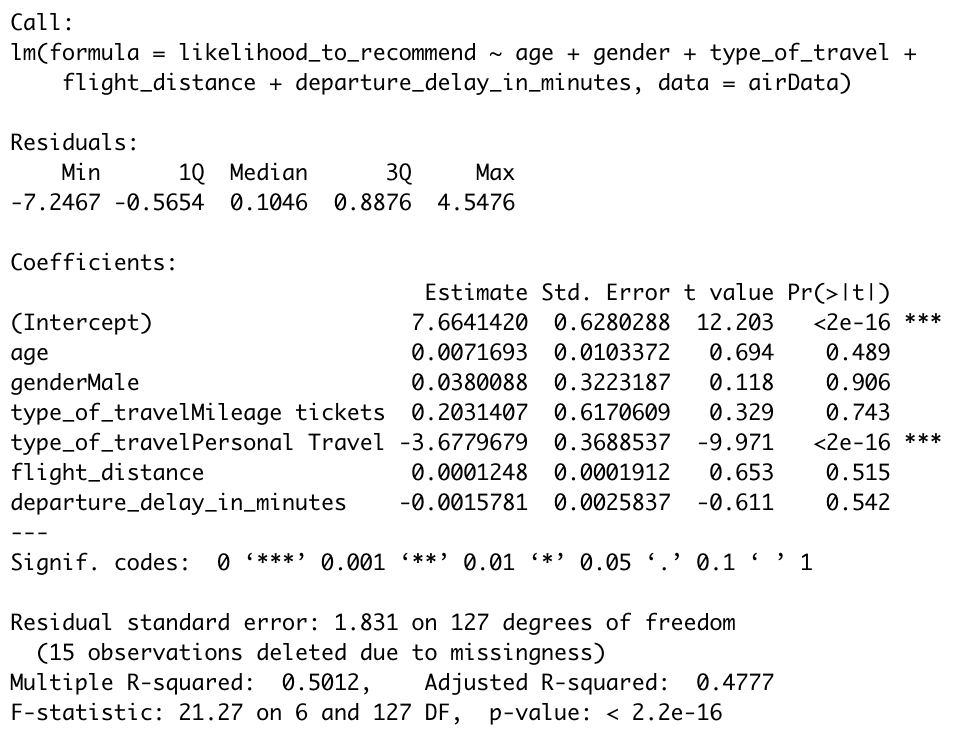 Call:
lm(formula = likelihood_to_recommend ~ age + gender + type_of_travel +
    flight_distance + departure_delay_in_minutes, data = airData)

Residuals:
    Min      1Q  Median      3Q     Max
-7.2467 -0.5654  0.1046  0.8876  4.5476

Coefficients:
                                Estimate Std. Error t value Pr(>|t|)
(Intercept)                    7.6641420  0.6280288  12.203   <2e-16 ***
age                            0.0071693  0.0103372   0.694    0.489
genderMale                     0.0380088  0.3223187   0.118    0.906
type_of_travelMileage tickets  0.2031407  0.6170609   0.329    0.743
type_of_travelPersonal Travel -3.6779679  0.3688537  -9.971   <2e-16 ***
flight_distance                0.0001248  0.0001912   0.653    0.515
departure_delay_in_minutes    -0.0015781  0.0025837  -0.611    0.542
---
Signif. codes:  0 ‘***’ 0.001 ‘**’ 0.01 ‘*’ 0.05 ‘.’ 0.1 ‘ ’ 1

Residual standard error: 1.831 on 127 degrees of freedom
  (15 observations deleted due to missingness)
Multiple R-squared:  0.5012,    Adjusted R-squared:  0.4777
F-statistic: 21.27 on 6 and 127 DF,  p-value: < 2.2e-16